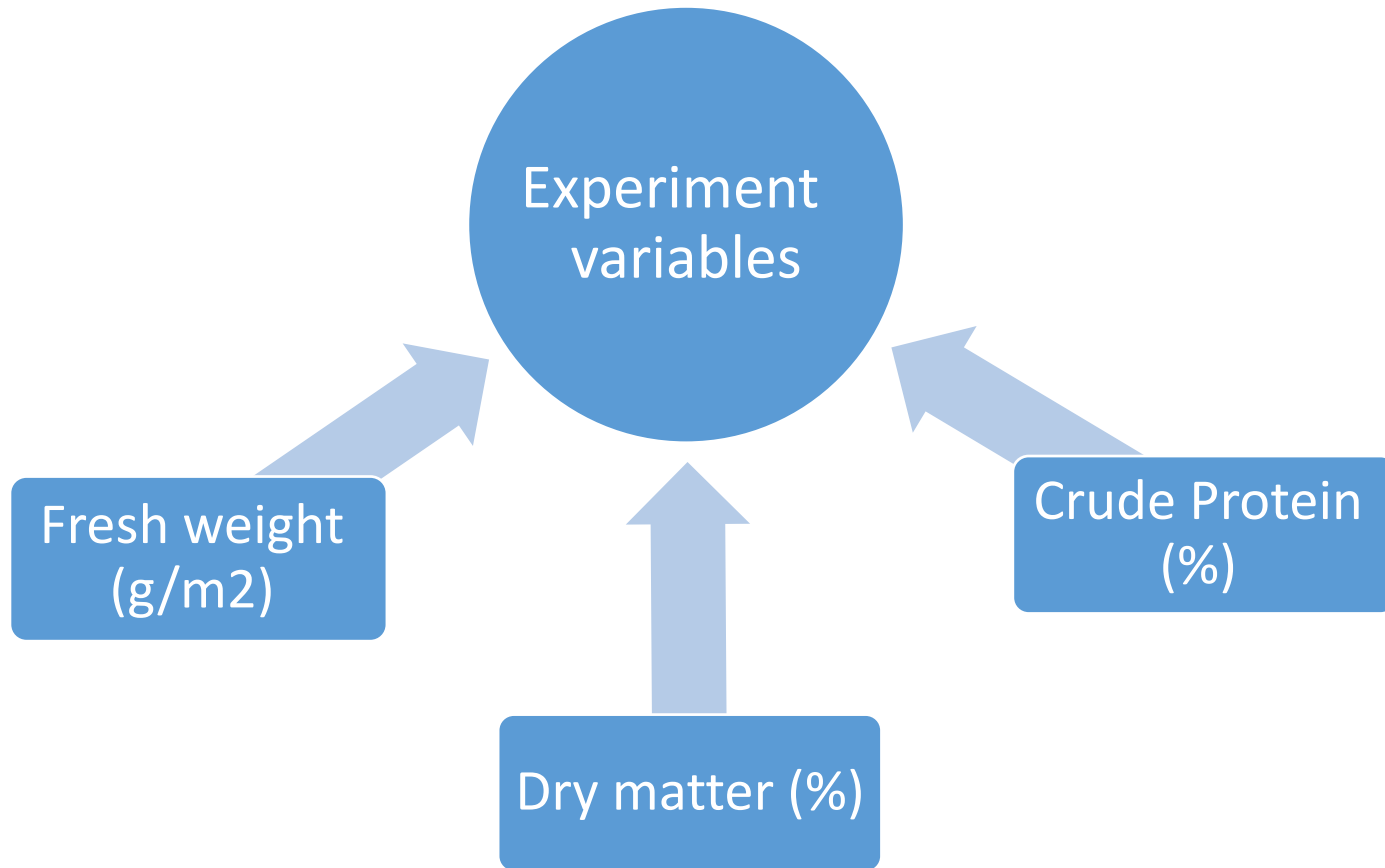 Experiment
variables
Fresh weight
(g/m2)
Crude Protein
(%)
Dry matter (%)